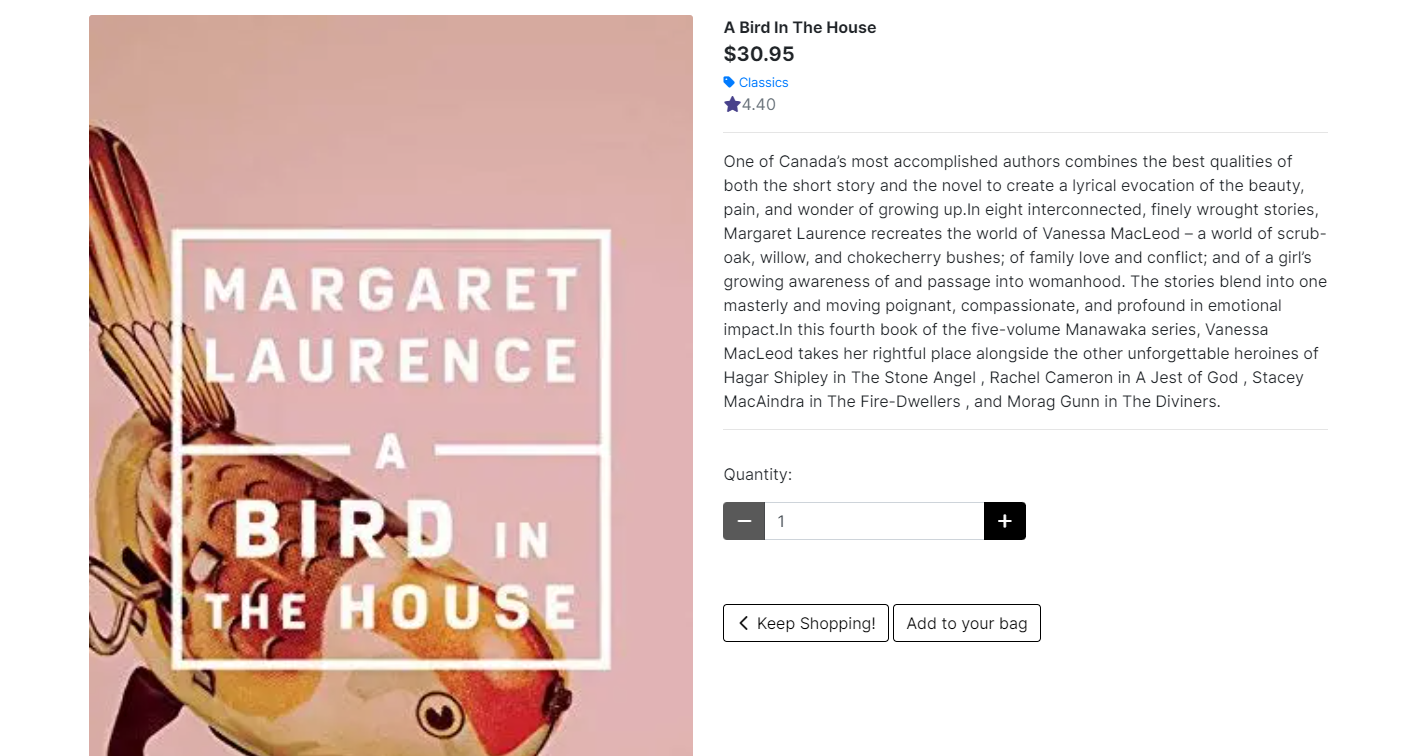 MARGARET
LAURENCE
A
BIRD IN
THE HOUSE
A Bird In The House
$30.95
Classics
4.40
One of Canada’s most accomplished authors combines the best qualities of
both the short story and the novel to create a lyrical evocation of the beauty,
pain, and wonder of growing up.In eight interconnected, finely wrought stories,
Margaret Laurence recreates the world of Vanessa MacLeod – a world of scrub-
oak, willow, and chokecherry bushes; of family love and conflict; and of a girl’s
growing awareness of and passage into womanhood. The stories blend into one
masterly and moving poignant, compassionate, and profound in emotional
impact.In this fourth book of the five-volume Manawaka series, Vanessa
MacLeod takes her rightful place alongside the other unforgettable heroines of
Hagar Shipley in The Stone Angel , Rachel Cameron in A Jest of God , Stacey
MacAindra in The Fire-Dwellers , and Morag Gunn in The Diviners.
Quantity:
1
Keep Shopping!
Add to your bag